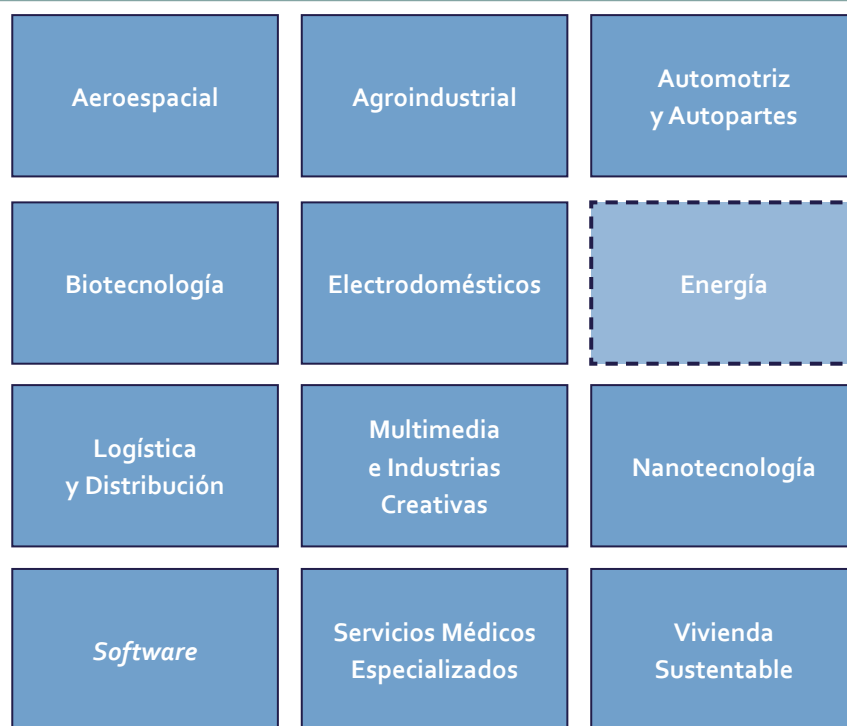 Aeroespacial
Agroindustrial
Automotriz
y Autopartes
Biotecnología
Electrodomésticos
Energía
Logística
y Distribución
Multimedia
e Industrias
Creativas
Nanotecnología
Software
Servicios Médicos
Especializados
Vivienda
Sustentable